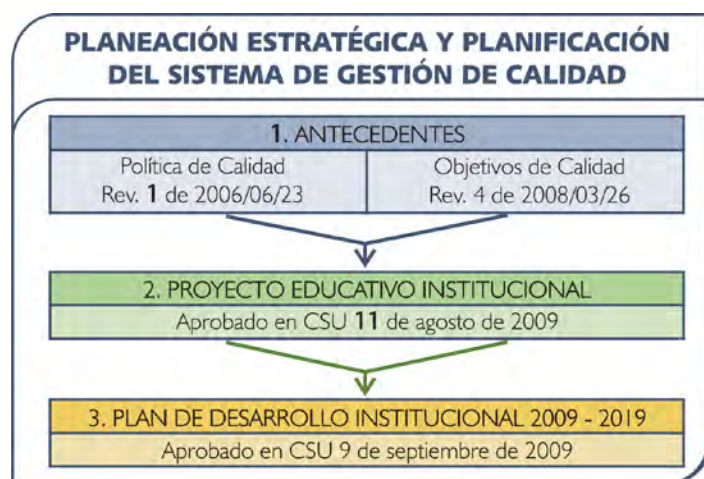 PLANEACIÓN ESTRATÉGICA Y PLANIFICACIÓN
DEL SISTEMA DE GESTIÓN DE CALIDAD
1. ANTECEDENTES
Política de Calidad
Rev. 1 de 2006/06/23
Objetivos de Calidad
Rev. 4 de 2008/03/26
2. PROYECTO EDUCATIVO INSTITUCIONAL
Aprobado en CSU 11 de agosto de 2009
3. PLAN DE DESARROLLO INSTITUCIONAL 2009 - 2019
Aprobado en CSU 9 de septiembre de 2009